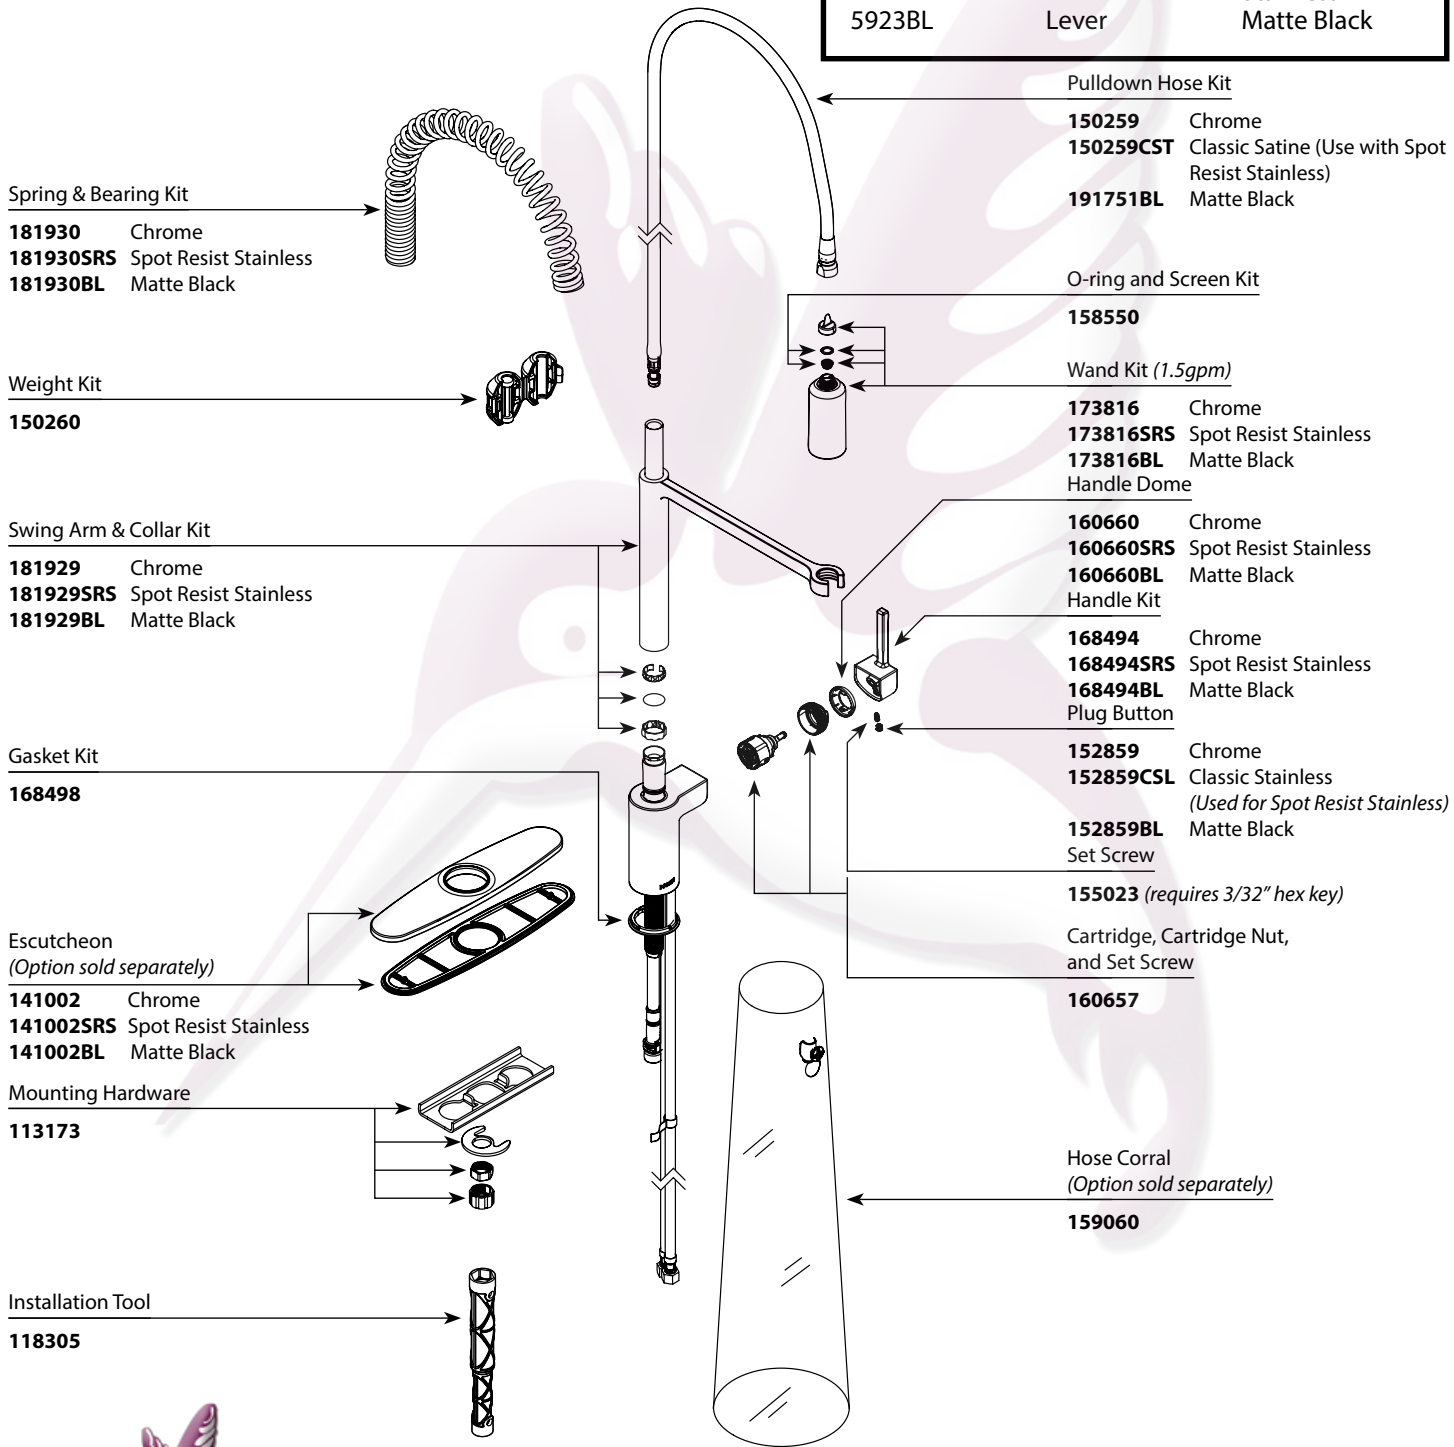 5923BL Lever Matte Black
Pulldown Hose Kit
150259 Chrome
150259CST Classic Satine (Use with Spot
Resist Stainless)
191751BL Matte Black
Spring & Bearing Kit
181930 Chrome
181930SRS Spot Resist Stainless
181930BL Matte Black
O-ring and Screen Kit
158550
Weight Kit
150260
Wand Kit (1.5gpm)
173816 Chrome
173816SRS Spot Resist Stainless
173816BL Matte Black
Handle Dome
160660 Chrome
160660SRS Spot Resist Stainless
160660BL Matte Black
Swing Arm & Collar Kit
181929 Chrome
181929SRS Spot Resist Stainless
181929BL Matte Black
Handle Kit
168494 Chrome
168494SRS Spot Resist Stainless
168494BL Matte Black
Plug Button
152859 Chrome
152859CSL Classic Stainless
(Used for Spot Resist Stainless)
152859BL Matte Black
Gasket Kit
168498
Set Screw
155023 (requires 3/32" hex key)
Cartridge, Cartridge Nut,
and Set Screw
160657
Escutcheon
(Option sold separately)
141002 Chrome
141002SRS Spot Resist Stainless
141002BL Matte Black
Mounting Hardware
113173
Hose Corral
(Option sold separately)
159060
Installation Tool
118305